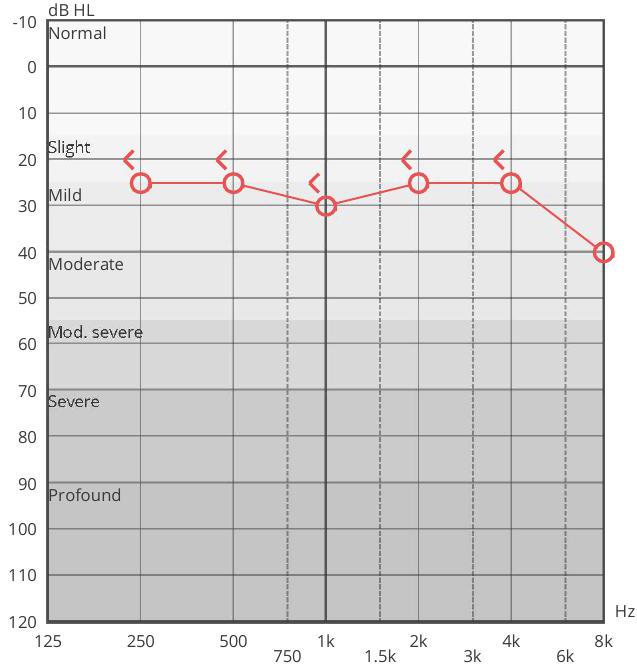 dB HL
-10
Normal
0
10
Slight
20
Mild
30
40
Moderate
50
Mod. severe
60
70
Severe
80
90
Profound
100
110
120
Hz
125 250 500 1k 2k 4k 8k
750 1.5k 3k 6k